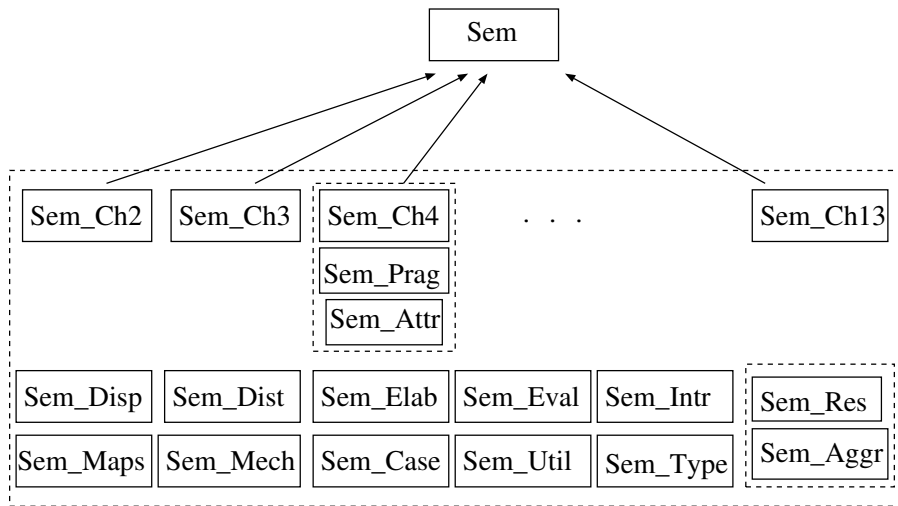 Sem
Sem_Ch2 Sem_Ch3 Sem_Ch4 . . . Sem_Ch13
Sem_Prag
Sem_Attr
Sem_Disp Sem_Dist Sem_Elab Sem_Eval Sem_Intr Sem_Res
Sem_Maps Sem_Mech Sem_Case Sem_Util Sem_Type Sem_Aggr